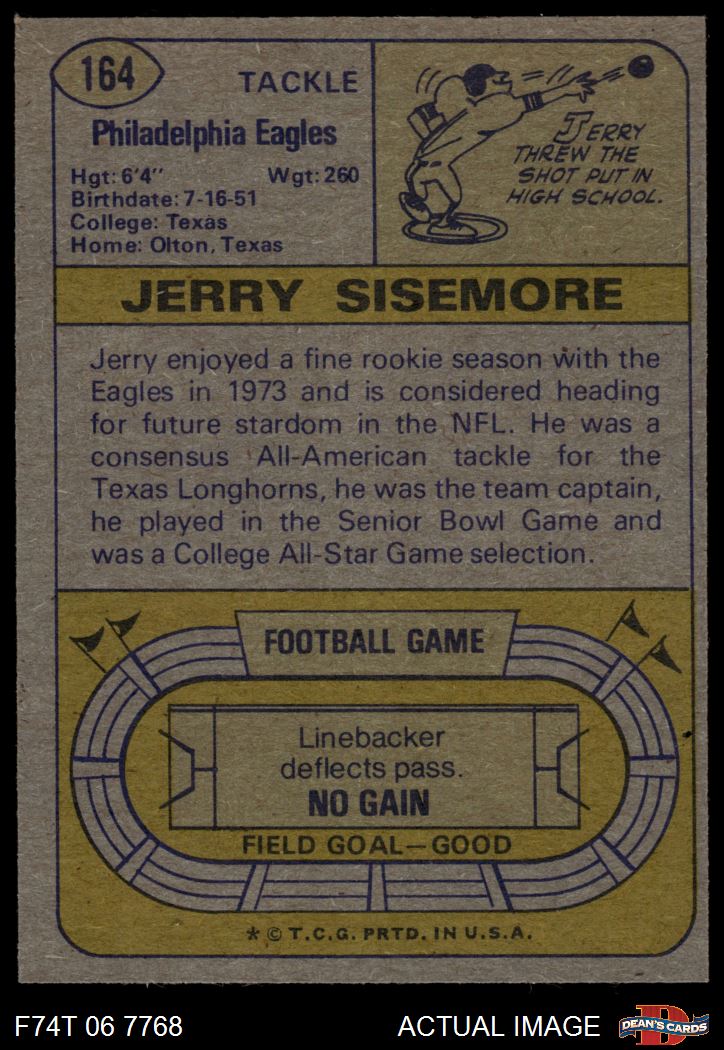 164
TACKLE
Philadelphia Eagles
Hgt: 6'4" Wgt: 260
Birthdate: 7-16-51
College: Texas
Home: Olton, Texas
JERRY
THREW THE
SHOT PUT IN
HIGH SCHOOL.
JERRY SISEMORE
Jerry enjoyed a fine rookie season with the
Eagles in 1973 and is considered heading
for future stardom in the NFL. He was a
consensus All-American tackle for the
Texas Longhorns, he was the team captain,
he played in the Senior Bowl Game and
was a College All-Star Game selection.
FOOTBALL GAME
Linebacker
deflects pass.
NO GAIN
FIELD GOAL—GOOD
* © T.C.G. PRTD. IN U.S.A.
F74T 06 7768 ACTUAL IMAGE
D
DEAN'S CARDS